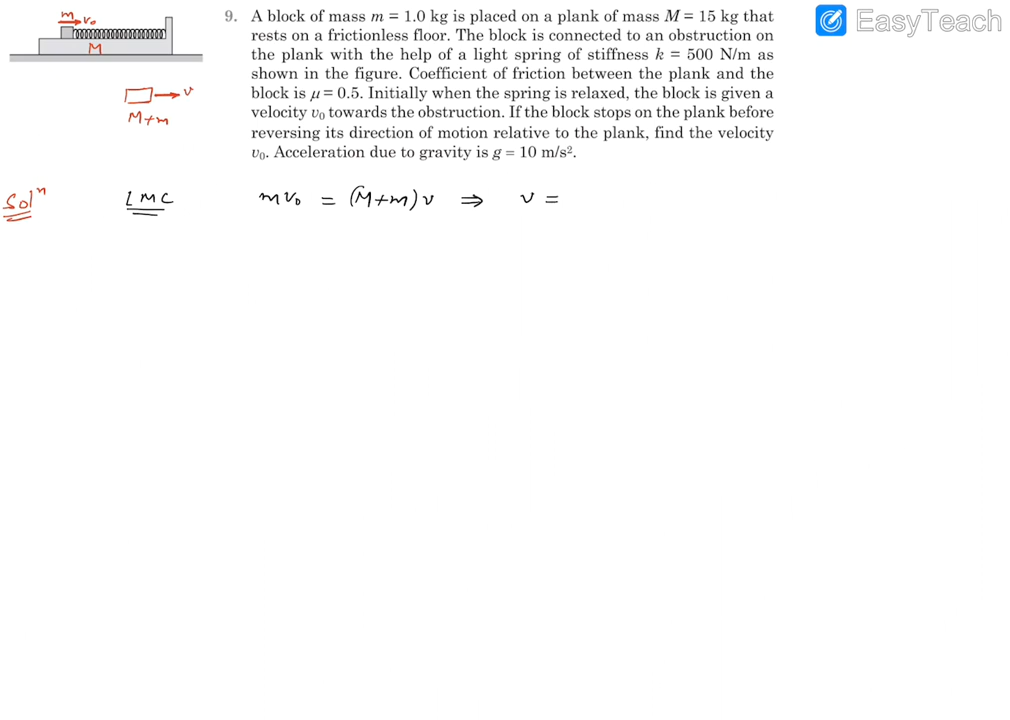 m v₀
M
v
M+m
9. A block of mass m = 1.0 kg is placed on a plank of mass M = 15 kg that
rests on a frictionless floor. The block is connected to an obstruction on
the plank with the help of a light spring of stiffness k = 500 N/m as
shown in the figure. Coefficient of friction between the plank and the
block is μ = 0.5. Initially when the spring is relaxed, the block is given a
velocity υ₀ towards the obstruction. If the block stops on the plank before
reversing its direction of motion relative to the plank, find the velocity
υ₀. Acceleration due to gravity is g = 10 m/s².
EasyTeach
Solⁿ LMC mv₀ = (M+m)v ⇒ v =